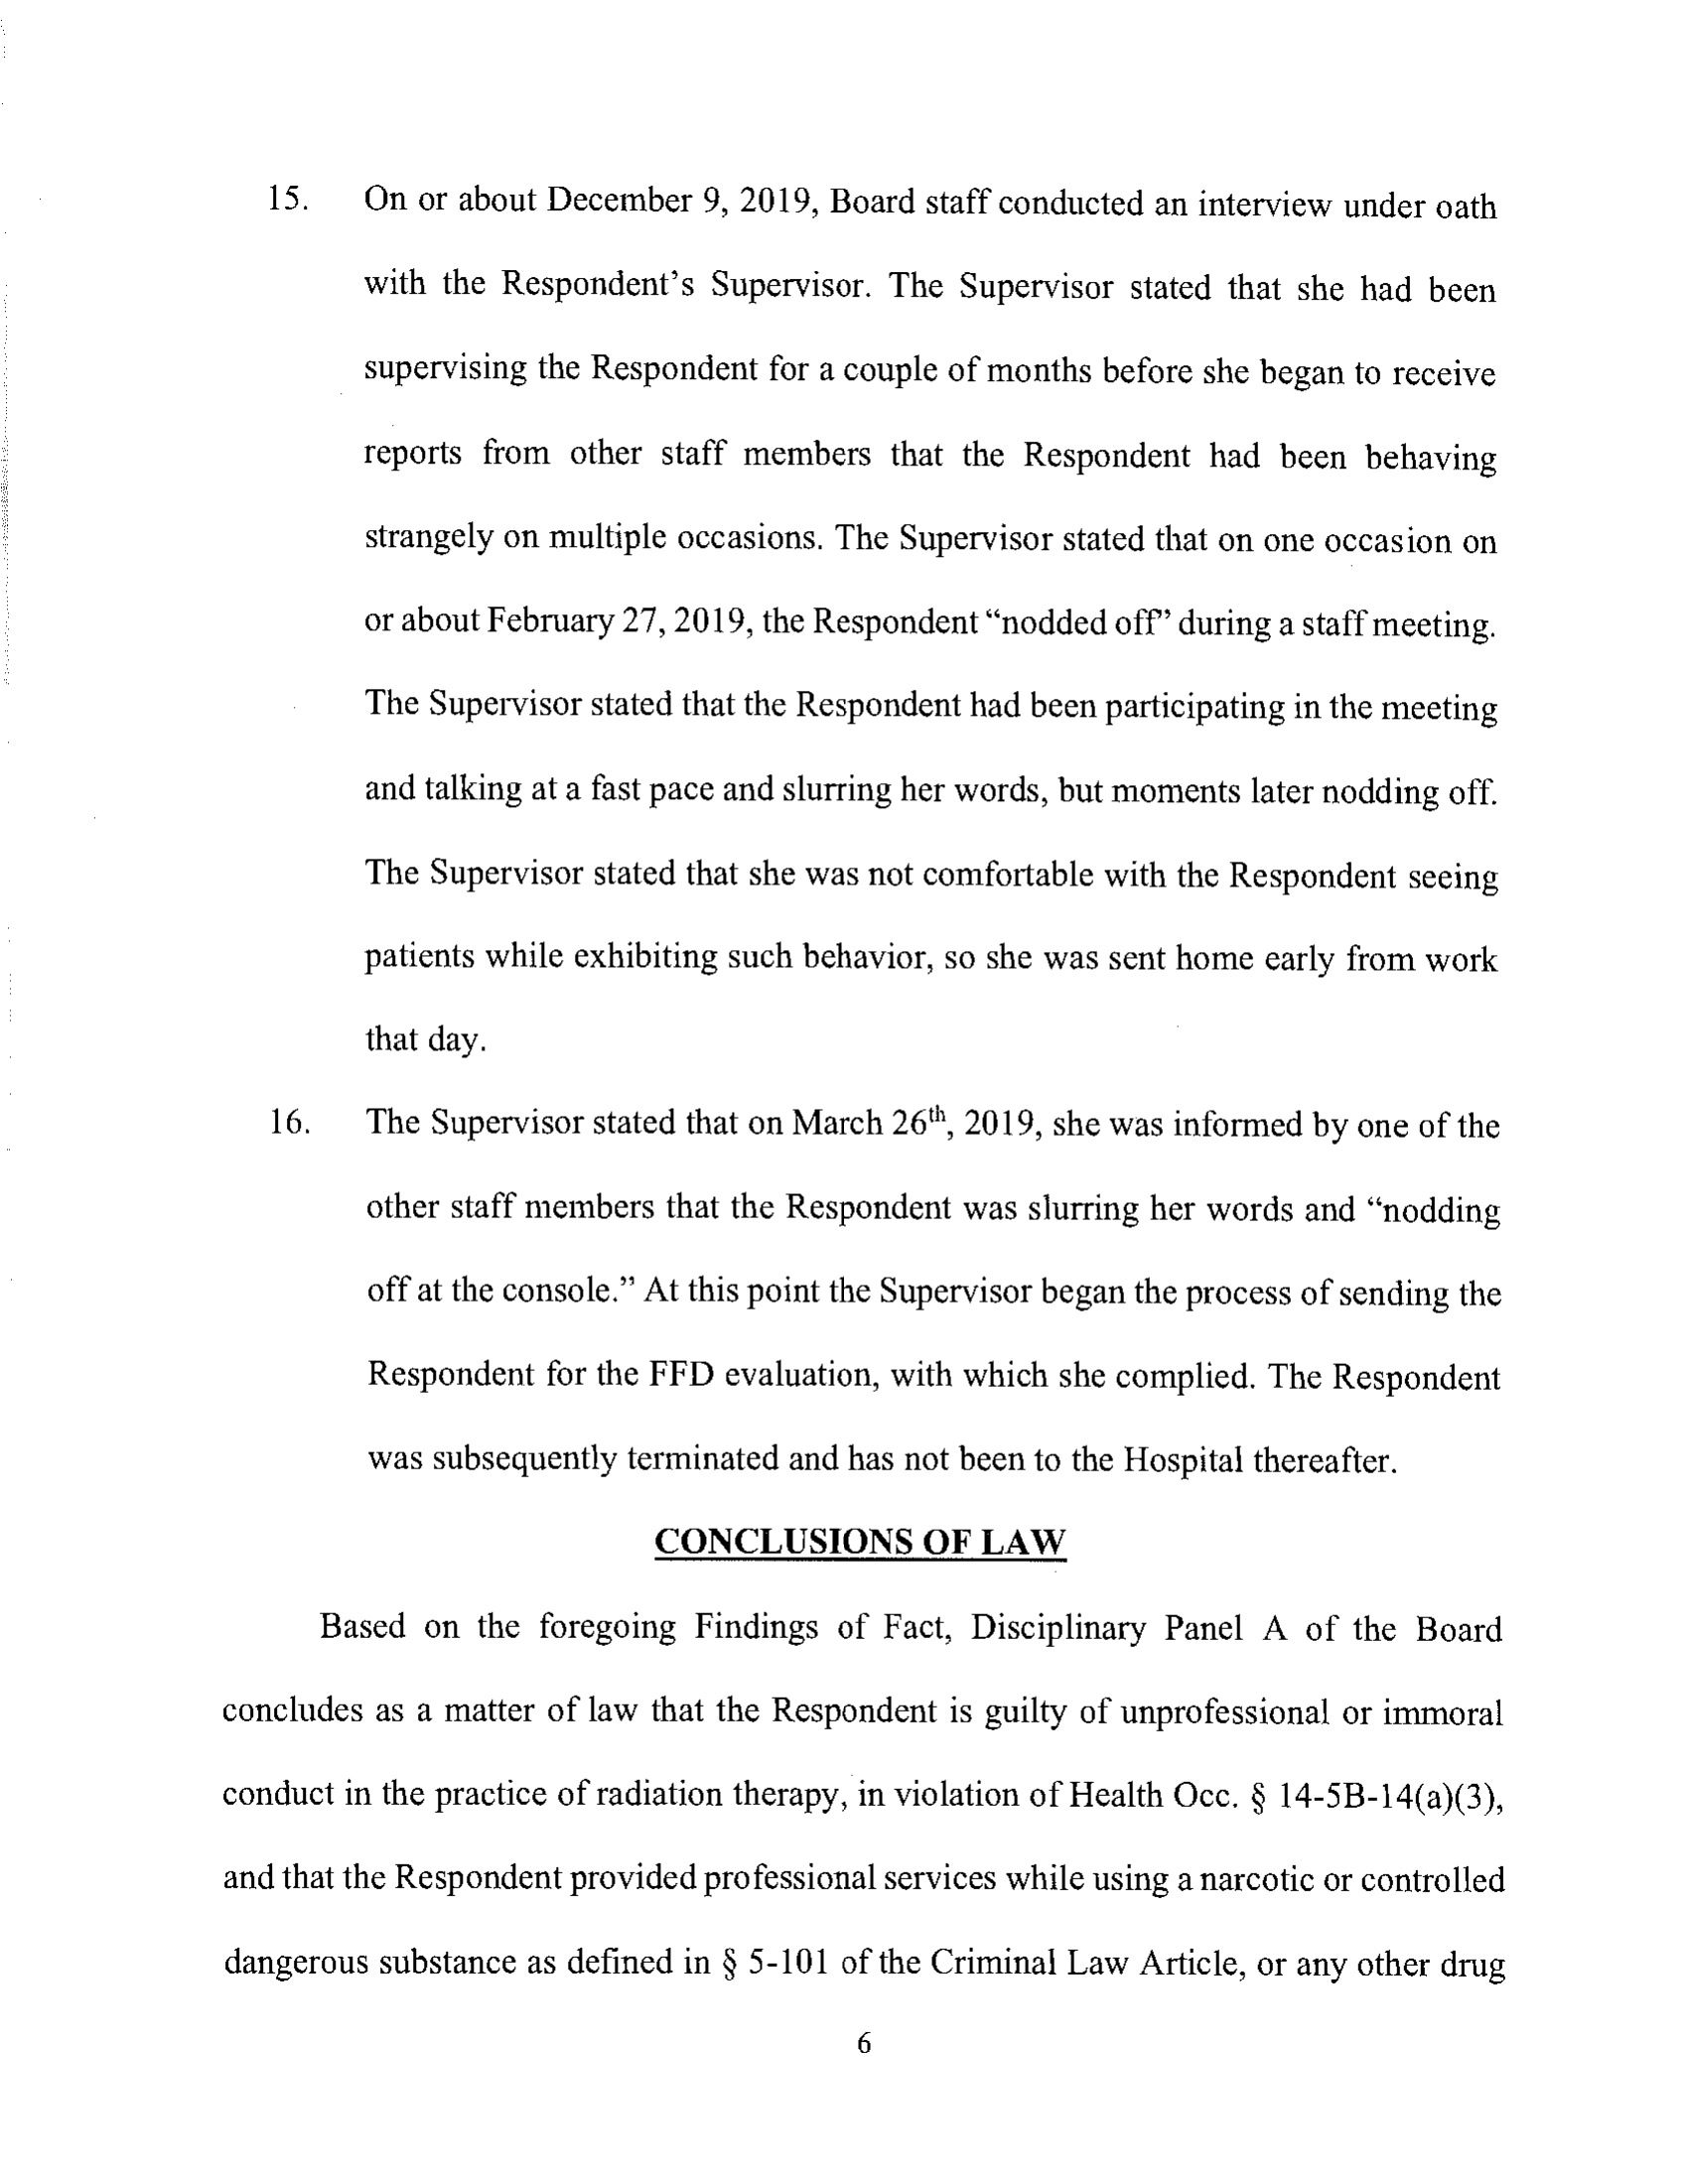 15. On or about December 9, 2019, Board staff conducted an interview under oath
with the Respondent's Supervisor. The Supervisor stated that she had been
supervising the Respondent for a couple of months before she began to receive
reports from other staff members that the Respondent had been behaving
strangely on multiple occasions. The Supervisor stated that on one occasion on
or about February 27, 2019, the Respondent “nodded off” during a staff meeting.
The Supervisor stated that the Respondent had been participating in the meeting
and talking at a fast pace and slurring her words, but moments later nodding off.
The Supervisor stated that she was not comfortable with the Respondent seeing
patients while exhibiting such behavior, so she was sent home early from work
that day.
16. The Supervisor stated that on March 26th, 2019, she was informed by one of the
other staff members that the Respondent was slurring her words and “nodding
off at the console.” At this point the Supervisor began the process of sending the
Respondent for the FFD evaluation, with which she complied. The Respondent
was subsequently terminated and has not been to the Hospital thereafter.
CONCLUSIONS OF LAW
Based on the foregoing Findings of Fact, Disciplinary Panel A of the Board
concludes as a matter of law that the Respondent is guilty of unprofessional or immoral
conduct in the practice of radiation therapy, in violation of Health Occ. § 14-5B-14(a)(3),
and that the Respondent provided professional services while using a narcotic or controlled
dangerous substance as defined in § 5-101 of the Criminal Law Article, or any other drug
6